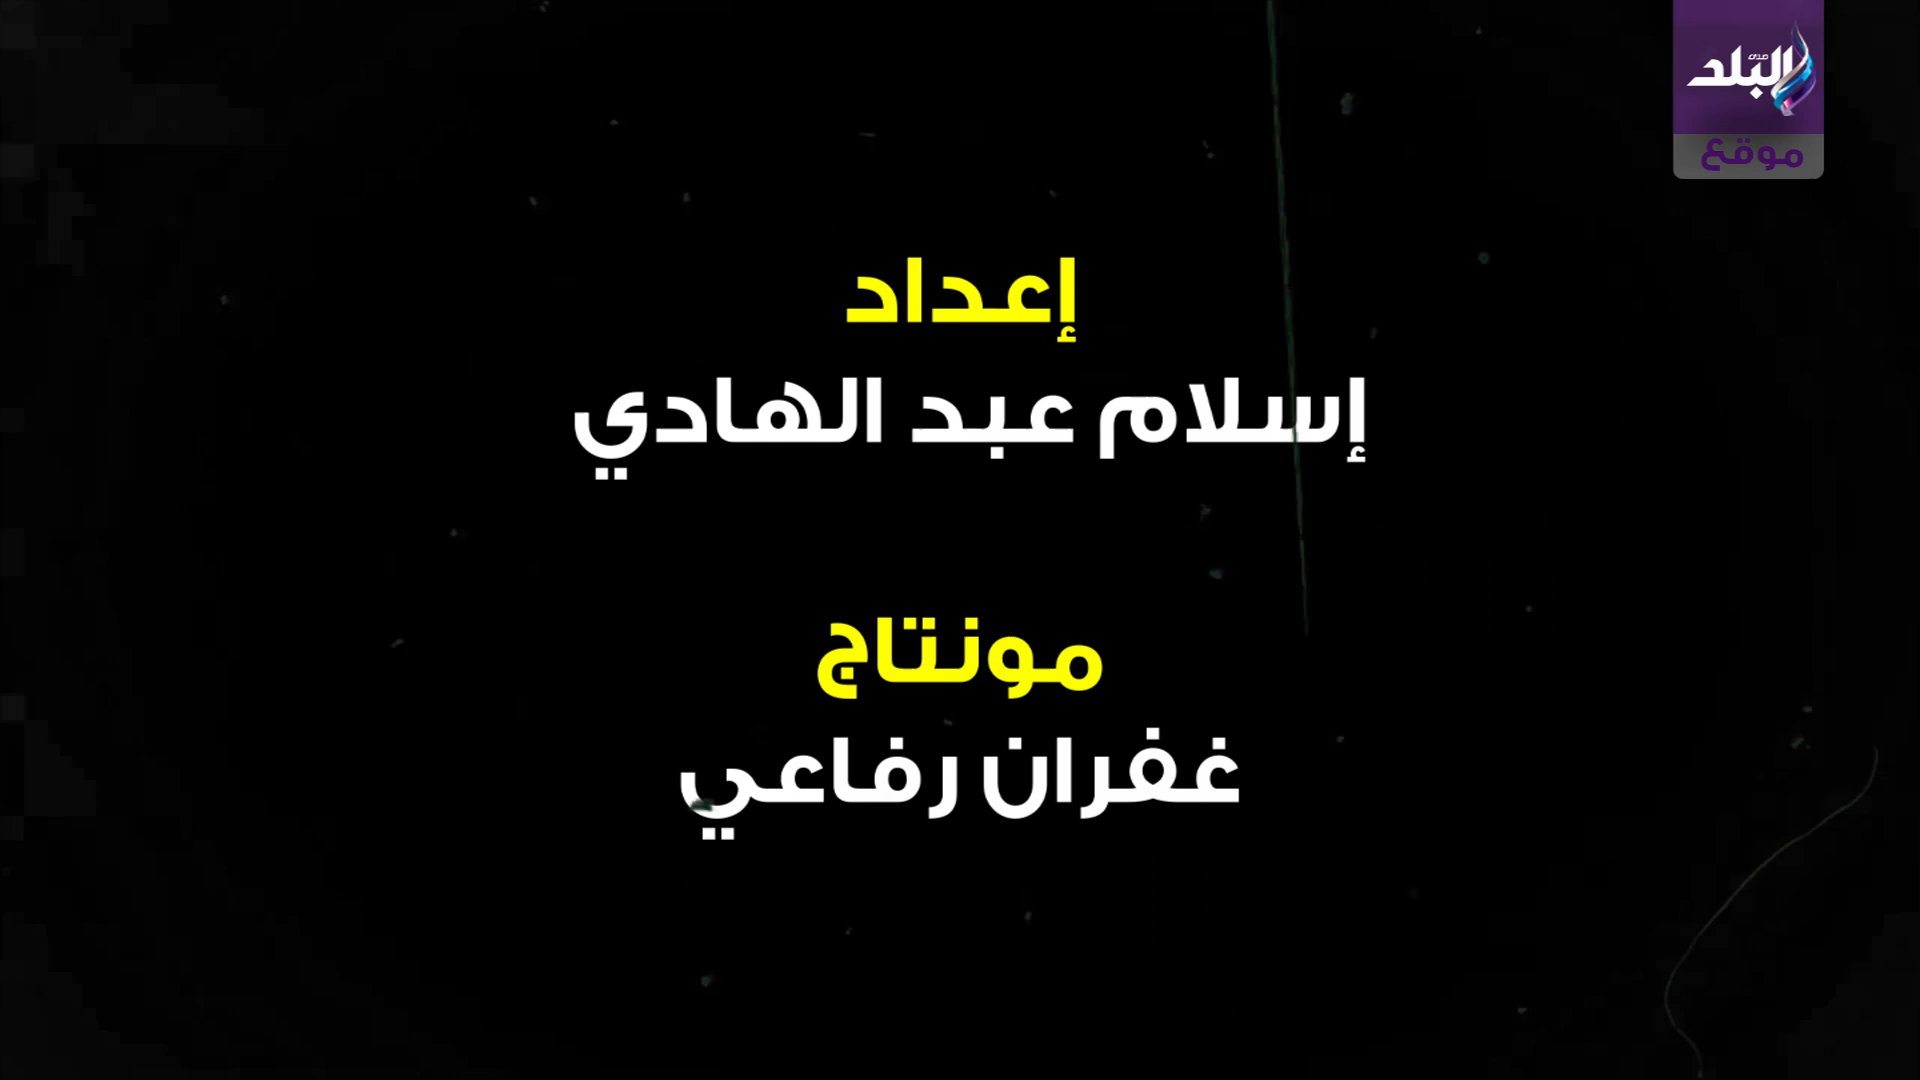 صدى
البلد
موقع
إعداد
إسلام عبد الهادي
مونتاج
غفران رفاعي